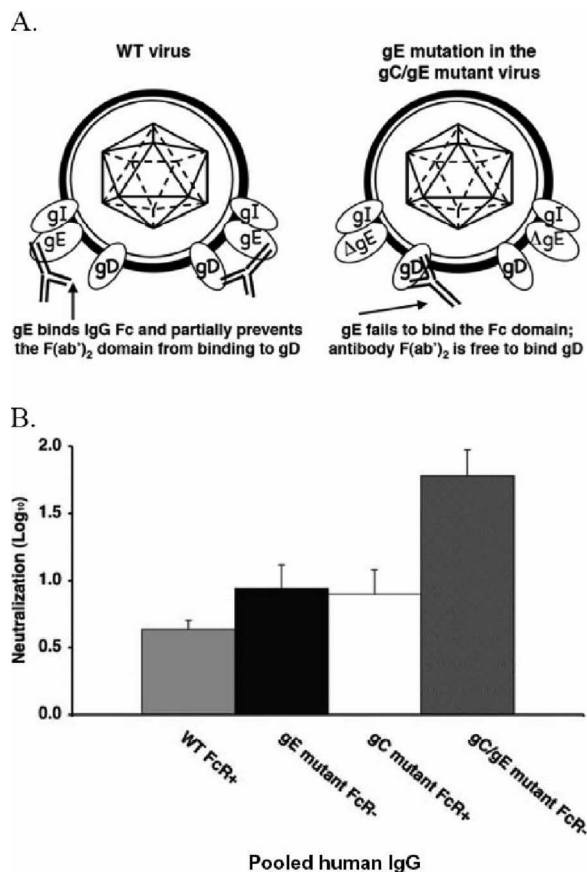 A.
WT virus
gE mutation in the
gC/gE mutant virus
gI
gE
gD
gD
gI
gE
gI
ΔgE
gD
gD
gI
ΔgE
gE binds IgG Fc and partially prevents
the F(ab')₂ domain from binding to gD
gE fails to bind the Fc domain;
antibody F(ab')₂ is free to bind gD
B.
Neutralization (Log₁₀)
2.0
1.5
1.0
0.5
0.0
WT FcR+
gE mutant FcR-
gC mutant FcR+
gC/gE mutant FcR-
Pooled human IgG